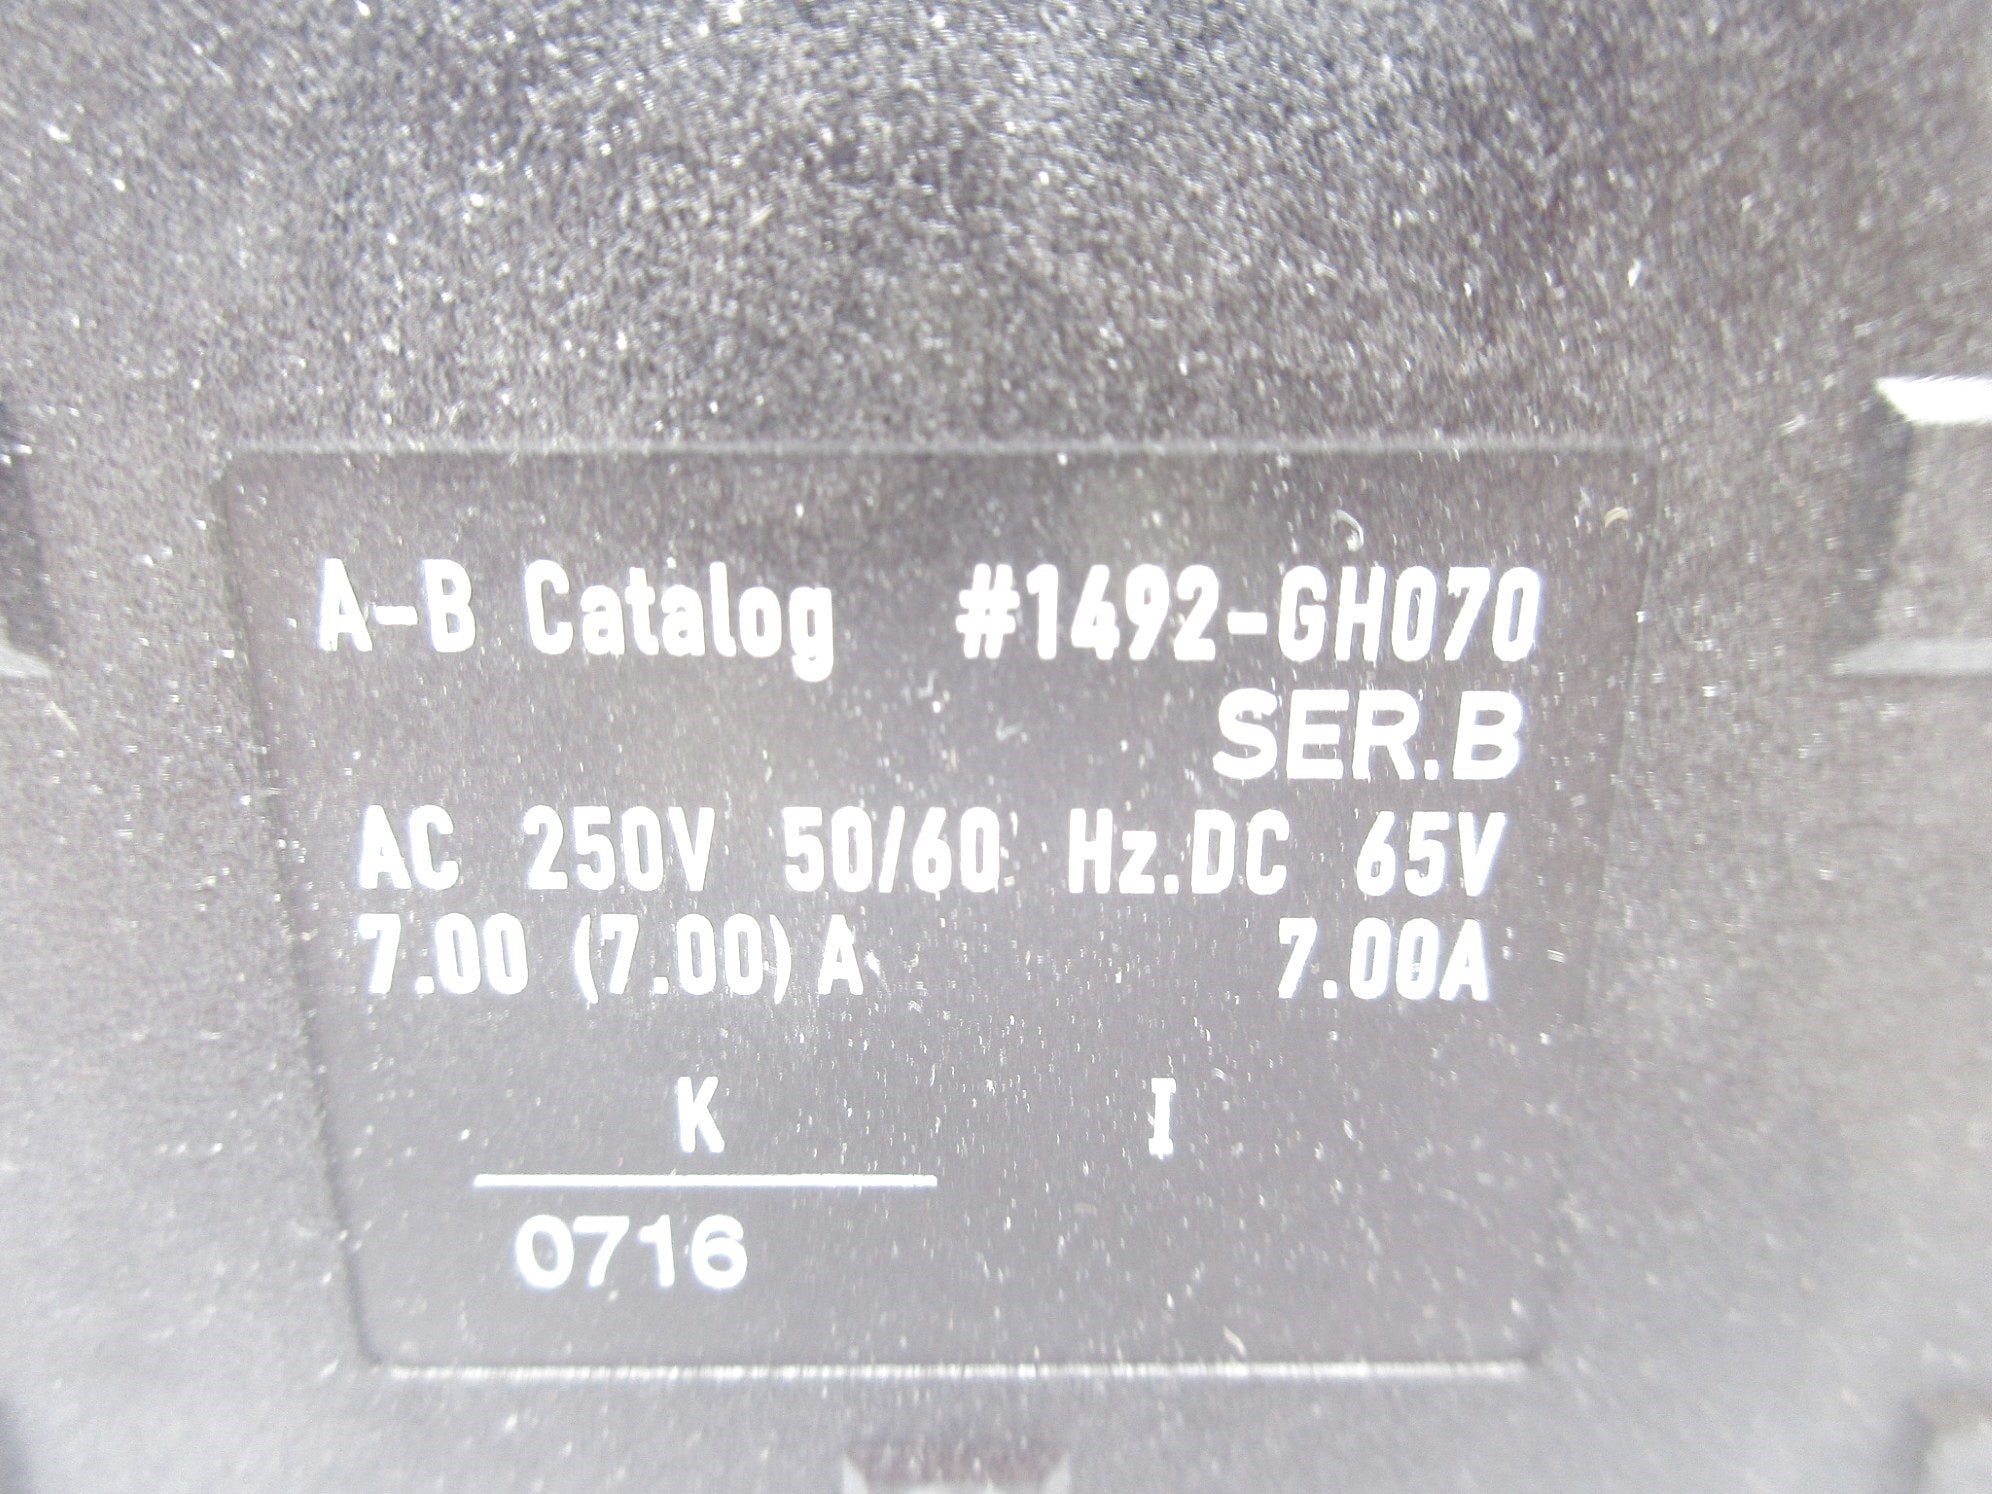 A-B Catalog #1492-GH070
SER.B
AC 250V 50/60 Hz.DC 65V
7.00 (7.00) A 7.00A
K I
0716